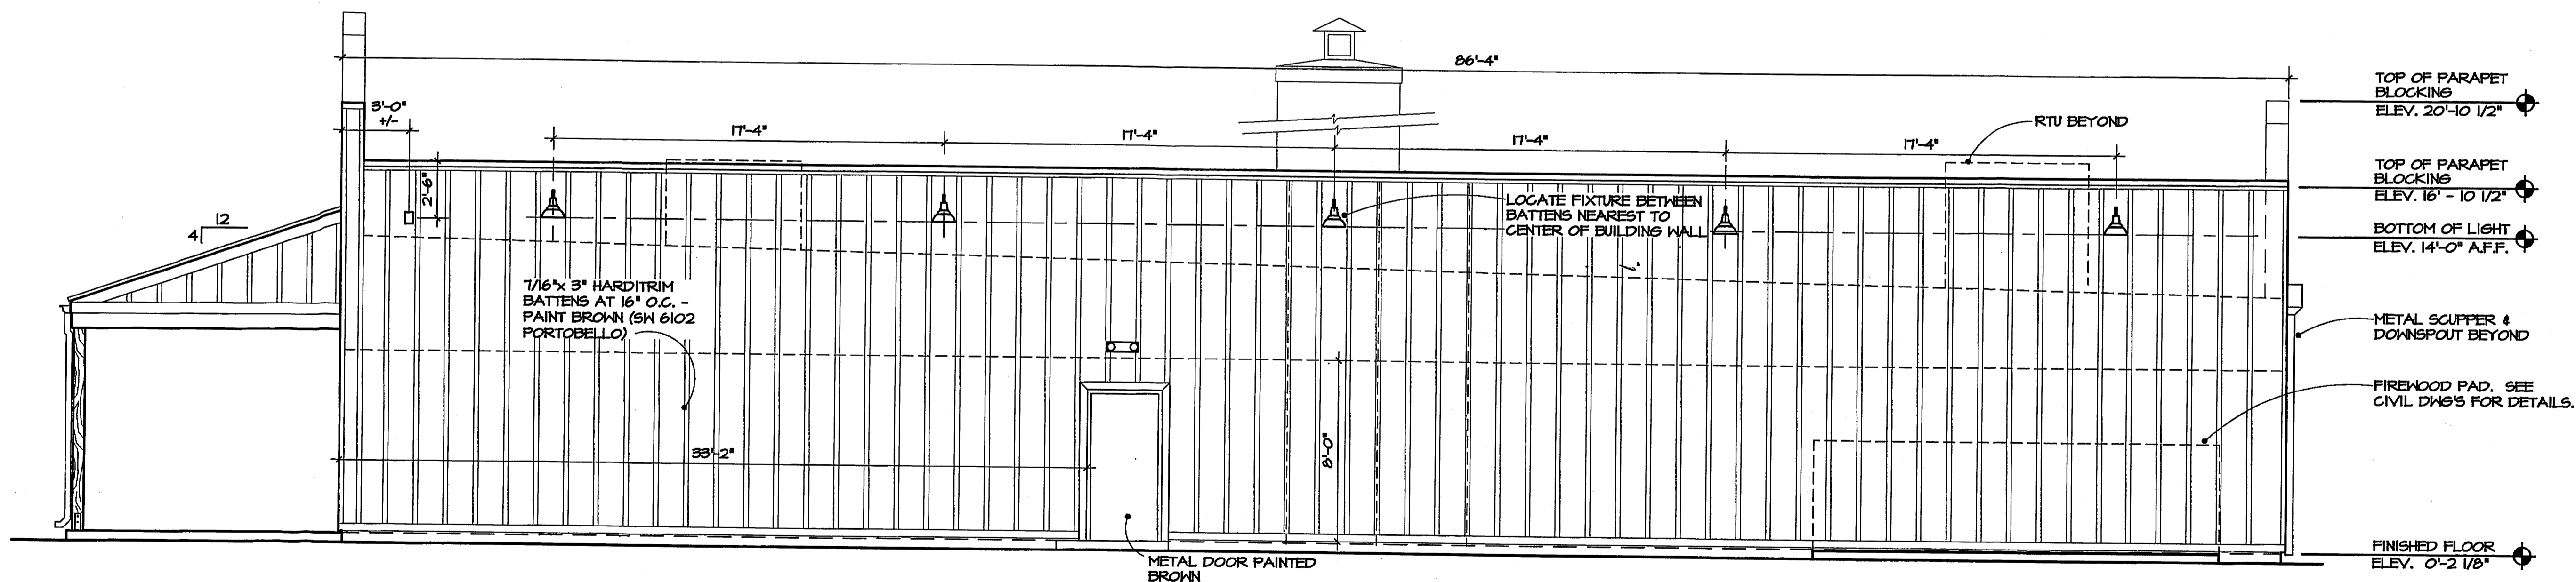 86'-4"
TOP OF PARAPET
BLOCKING
ELEV. 20'-10 1/2"
3'-0"
+/-
17'-4"
17'-4"
17'-4"
17'-4"
RTU BEYOND
TOP OF PARAPET
BLOCKING
ELEV. 16' - 10 1/2"
2'-6"
LOCATE FIXTURE BETWEEN
BATTENS NEAREST TO
CENTER OF BUILDING WALL
12
4
BOTTOM OF LIGHT
ELEV. 14'-0" A.F.F.
7/16"x 3" HARDITRIM
BATTENS AT 16" O.C. -
PAINT BROWN (SW 6102
PORTOBELLO)
METAL SCUPPER &
DOWNSPOUT BEYOND
FIREWOOD PAD. SEE
CIVIL DWG'S FOR DETAILS.
33'-2"
8'-0"
METAL DOOR PAINTED
BROWN
FINISHED FLOOR
ELEV. 0'-2 1/8"